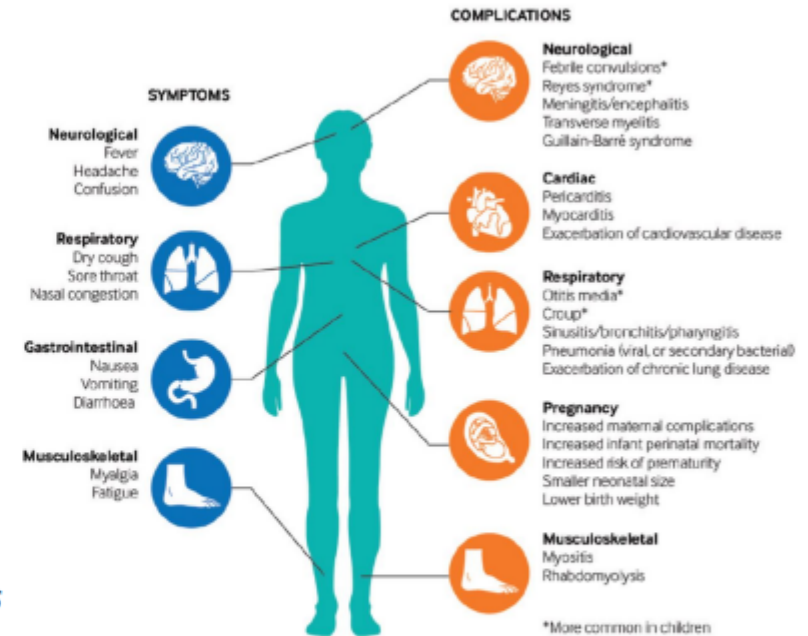 SYMPTOMS
Neurological
Fever
Headache
Confusion
Respiratory
Dry cough
Sore throat
Nasal congestion
Gastrointestinal
Nausea
Vomiting
Diarrhoea
Musculoskeletal
Myalgia
Fatigue
COMPLICATIONS
Neurological
Febrile convulsions*
Reyes syndrome*
Meningitis/encephalitis
Transverse myelitis
Guillain-Barré syndrome
Cardiac
Pericarditis
Myocarditis
Exacerbation of cardiovascular disease
Respiratory
Otitis media*
Croup*
Sinusitis/bronchitis/pharyngitis
Pneumonia (viral, or secondary bacterial)
Exacerbation of chronic lung disease
Pregnancy
Increased maternal complications
Increased infant perinatal mortality
Increased risk of prematurity
Smaller neonatal size
Lower birth weight
Musculoskeletal
Myositis
Rhabdomyolysis
*More common in children